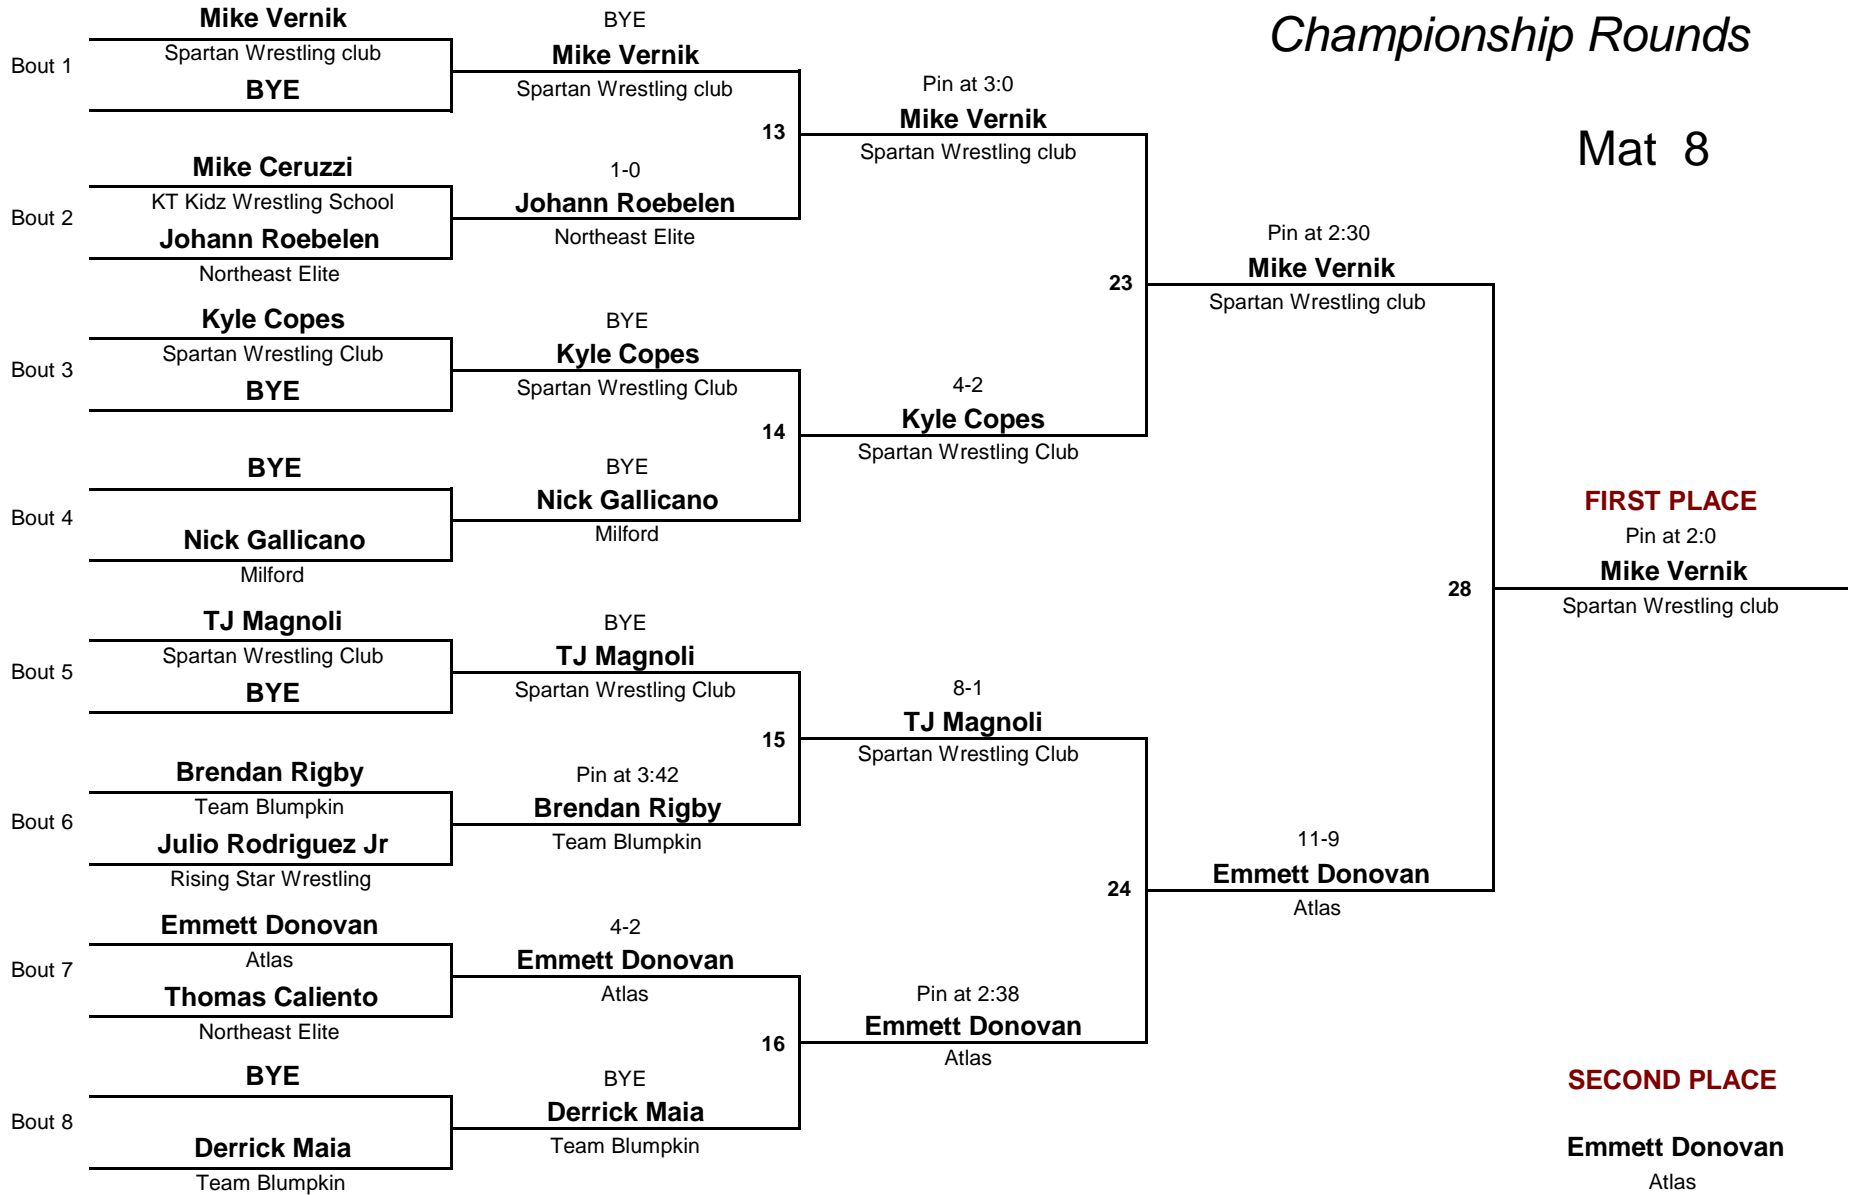 Championship Rounds
Mat 8
Bout 1
Mike Vernik
Spartan Wrestling club
BYE
Bout 2
Mike Ceruzzi
KT Kidz Wrestling School
Johann Roebelen
Northeast Elite
Bout 3
Kyle Copes
Spartan Wrestling Club
BYE
Bout 4
BYE
Nick Gallicano
Milford
Bout 5
TJ Magnoli
Spartan Wrestling Club
BYE
Bout 6
Brendan Rigby
Team Blumpkin
Julio Rodriguez Jr
Rising Star Wrestling
Bout 7
Emmett Donovan
Atlas
Thomas Caliento
Northeast Elite
Bout 8
BYE
Derrick Maia
Team Blumpkin
BYE
Mike Vernik
Spartan Wrestling club
13
1-0
Johann Roebelen
Northeast Elite
BYE
Kyle Copes
Spartan Wrestling Club
14
BYE
Nick Gallicano
Milford
BYE
TJ Magnoli
Spartan Wrestling Club
15
Pin at 3:42
Brendan Rigby
Team Blumpkin
4-2
Emmett Donovan
Atlas
16
BYE
Derrick Maia
Team Blumpkin
Pin at 3:0
Mike Vernik
Spartan Wrestling club
23
4-2
Kyle Copes
Spartan Wrestling Club
8-1
TJ Magnoli
Spartan Wrestling Club
24
Pin at 2:38
Emmett Donovan
Atlas
Pin at 2:30
Mike Vernik
Spartan Wrestling club
28
11-9
Emmett Donovan
Atlas
FIRST PLACE
Pin at 2:0
Mike Vernik
Spartan Wrestling club
SECOND PLACE
Emmett Donovan
Atlas